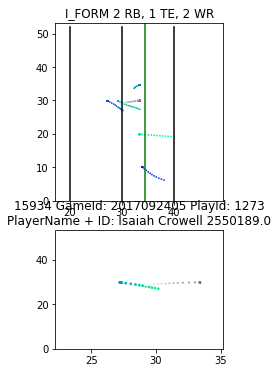 I_FORM 2 RB, 1 TE, 2 WR
50
40
30
20
10
0
20 30 40
15934 GameId: 2017092405 PlayId: 1273
PlayerName + ID: Isaiah Crowell 2550189.0
40
20
0
25 30 35